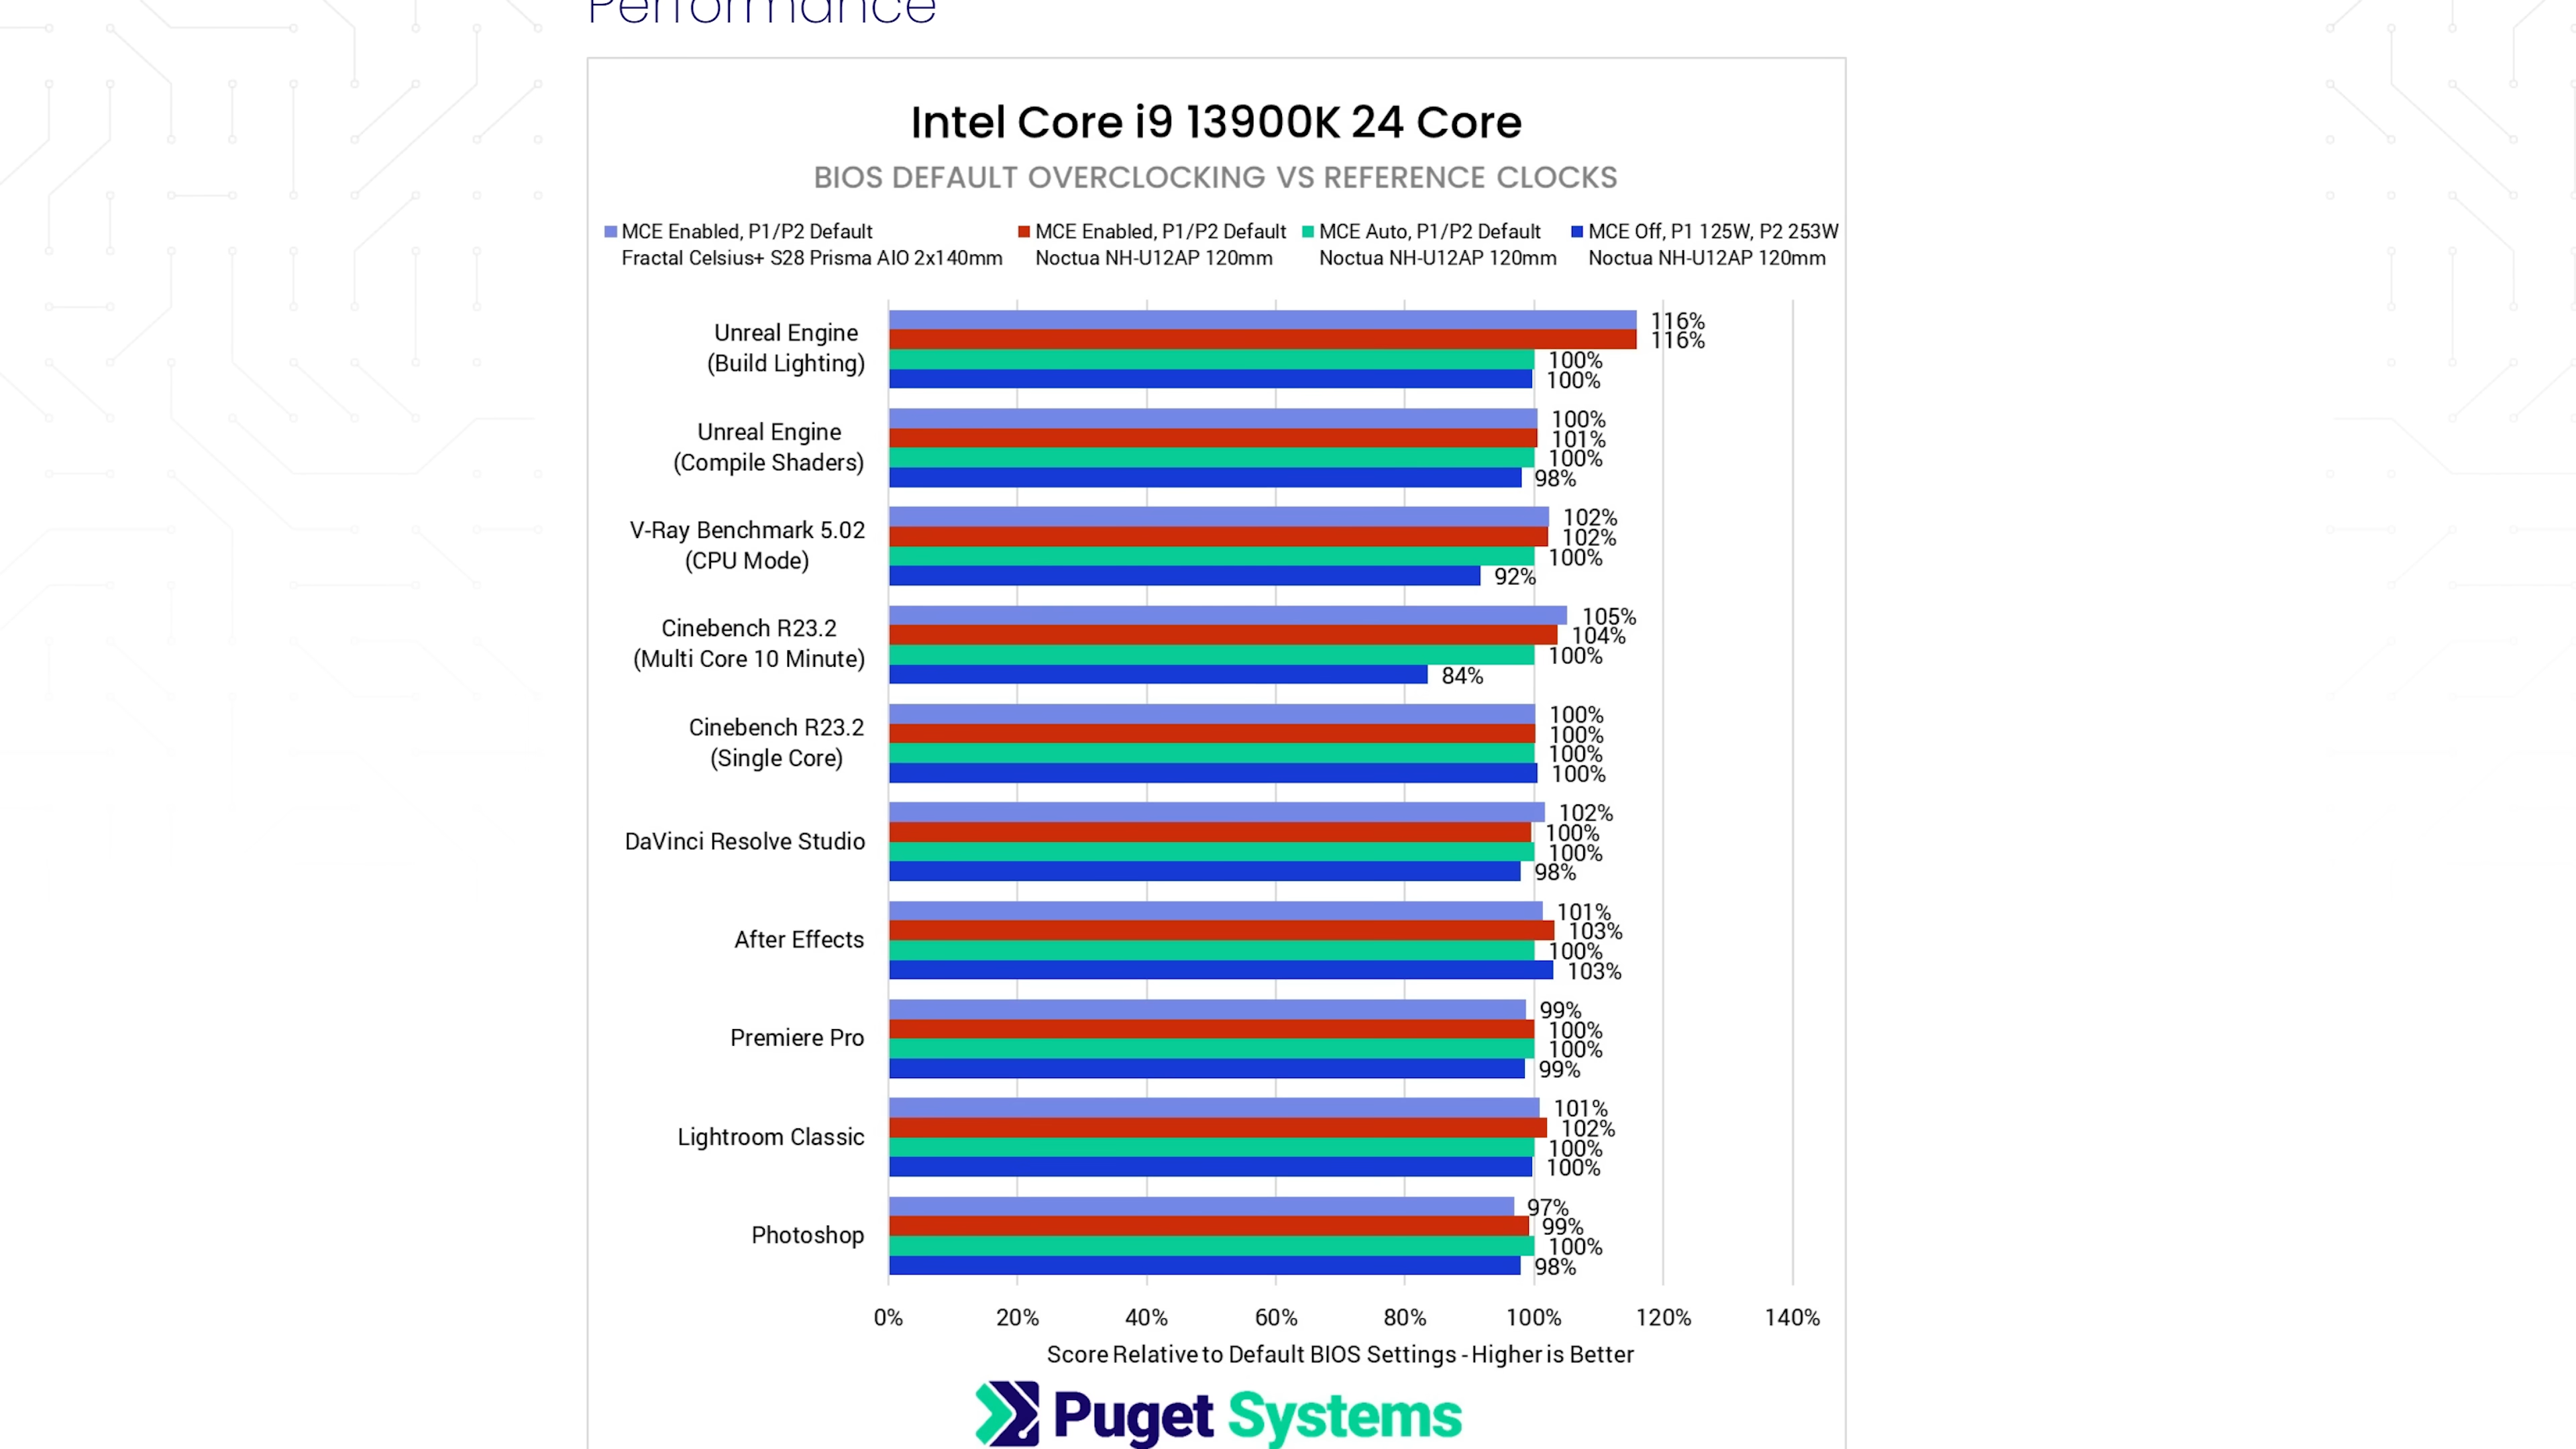 Performance
Intel Core i9 13900K 24 Core
BIOS DEFAULT OVERCLOCKING VS REFERENCE CLOCKS
MCE Enabled, P1/P2 Default
Fractal Celsius+ S28 Prisma AIO 2x140mm
MCE Enabled, P1/P2 Default
Noctua NH-U12AP 120mm
MCE Auto, P1/P2 Default
Noctua NH-U12AP 120mm
MCE Off, P1 125W, P2 253W
Noctua NH-U12AP 120mm
Unreal Engine
(Build Lighting)
116%
116%
100%
100%
Unreal Engine
(Compile Shaders)
100%
101%
100%
98%
V-Ray Benchmark 5.02
(CPU Mode)
102%
102%
100%
92%
Cinebench R23.2
(Multi Core 10 Minute)
105%
104%
100%
84%
Cinebench R23.2
(Single Core)
100%
100%
100%
100%
DaVinci Resolve Studio
102%
100%
100%
98%
After Effects
101%
103%
100%
103%
Premiere Pro
99%
100%
100%
99%
Lightroom Classic
101%
102%
100%
100%
Photoshop
97%
99%
100%
98%
0% 20% 40% 60% 80% 100% 120% 140%
Score Relative to Default BIOS Settings - Higher is Better
Puget Systems